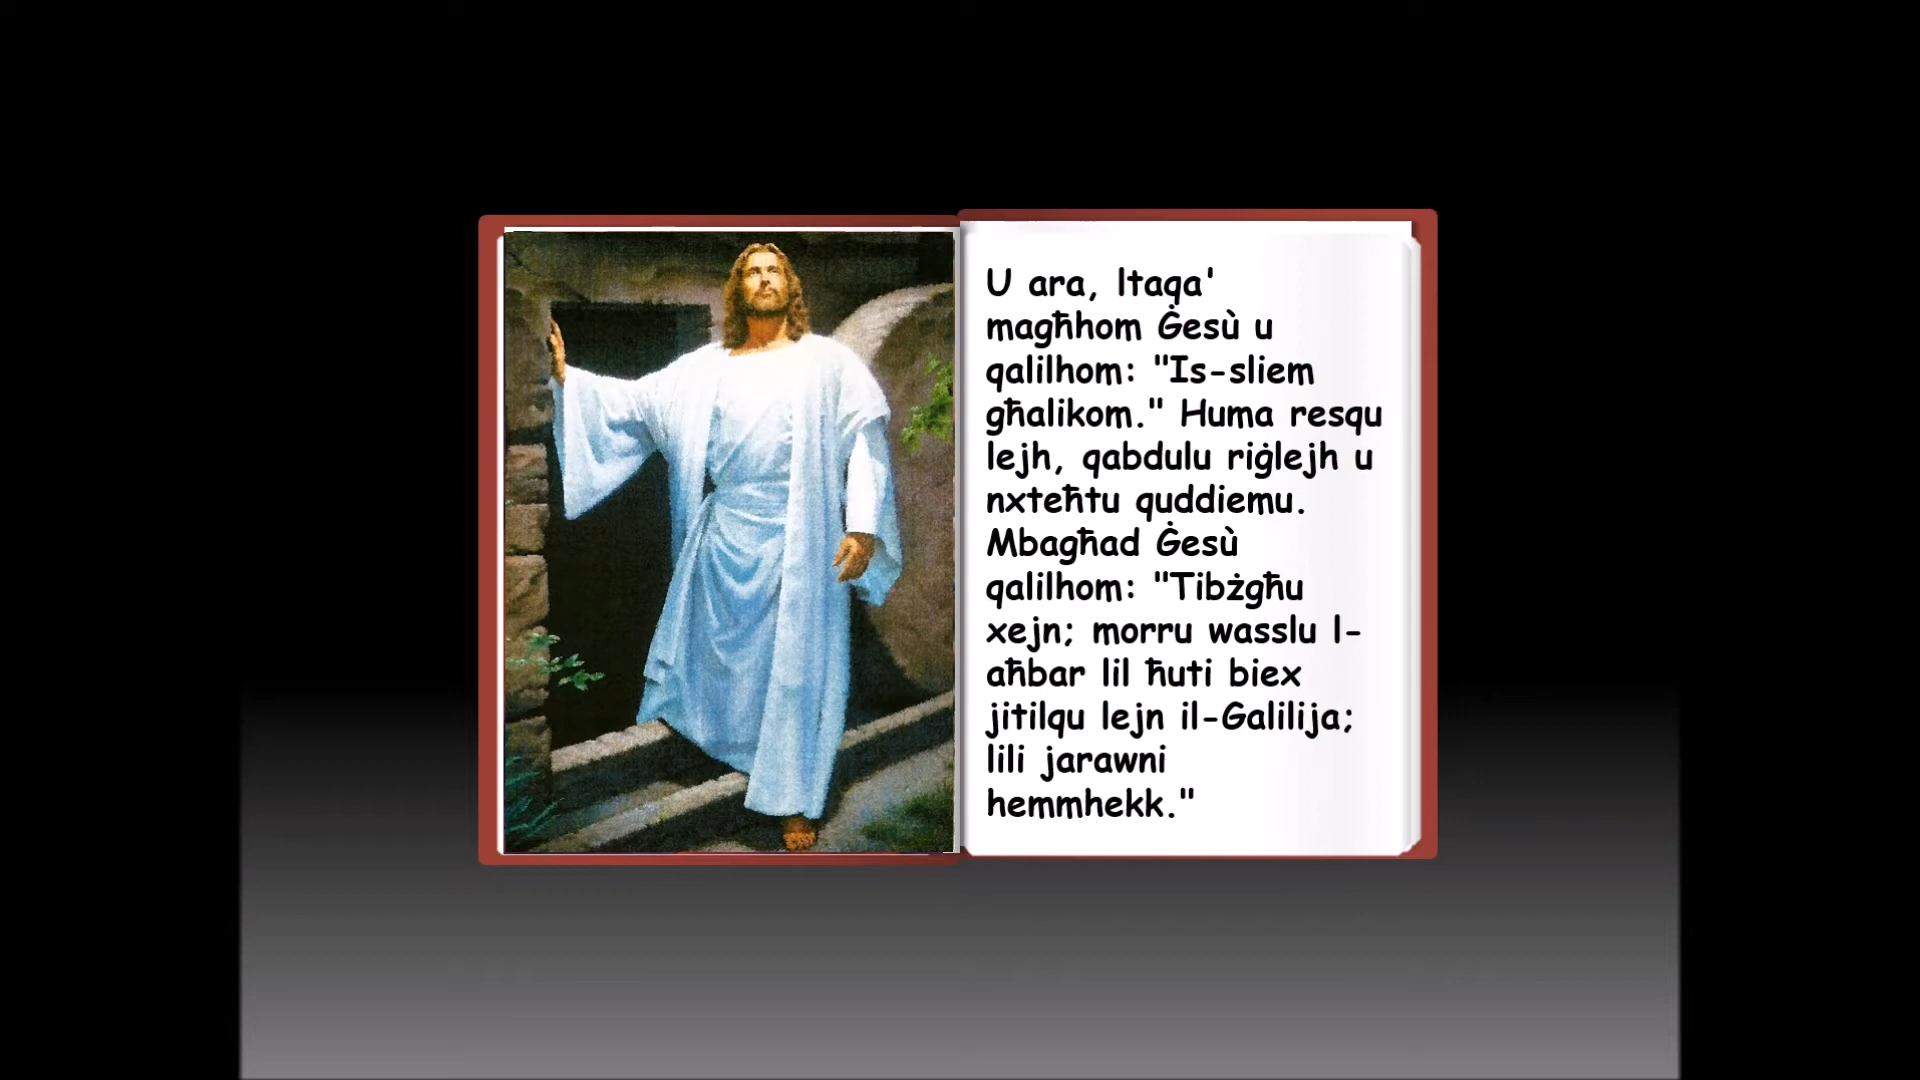 U ara, ltaqa'
magħhom Ġesù u
qalilhom: "Is-sliem
għalikom." Huma resqu
lejh, qabdulu riġlejh u
nxteħtu quddiemu.
Mbagħad Ġesù
qalilhom: "Tibżgħu
xejn; morru wasslu l-
aħbar lil ħuti biex
jitilqu lejn il-Galilija;
lili jarawni
hemmhekk."